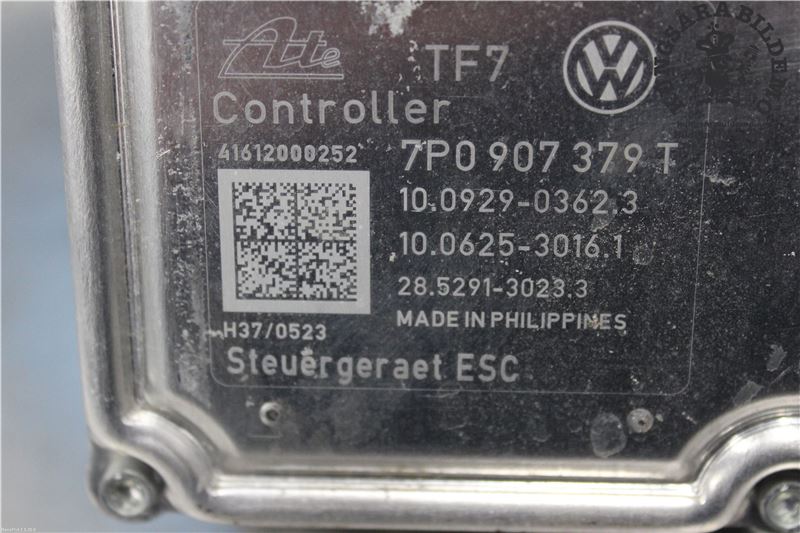 Ate TF7
Controller
41612000252 7P0 907 379 T
10.0929-0362.3
10.0625-3016.1
28.5291-3023.3
MADE IN PHILIPPINES
H37/0523
Steuergeraet ESC